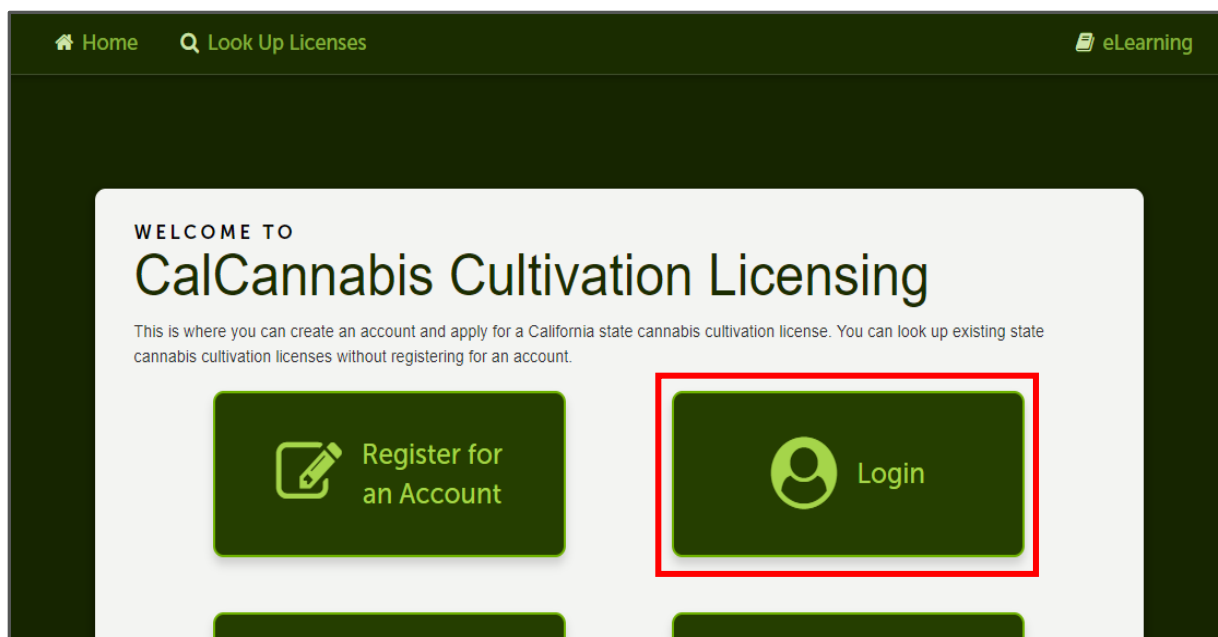 Home Look Up Licenses eLearning
WELCOME TO
CalCannabis Cultivation Licensing
This is where you can create an account and apply for a California state cannabis cultivation license. You can look up existing state
cannabis cultivation licenses without registering for an account.
Register for
an Account
Login